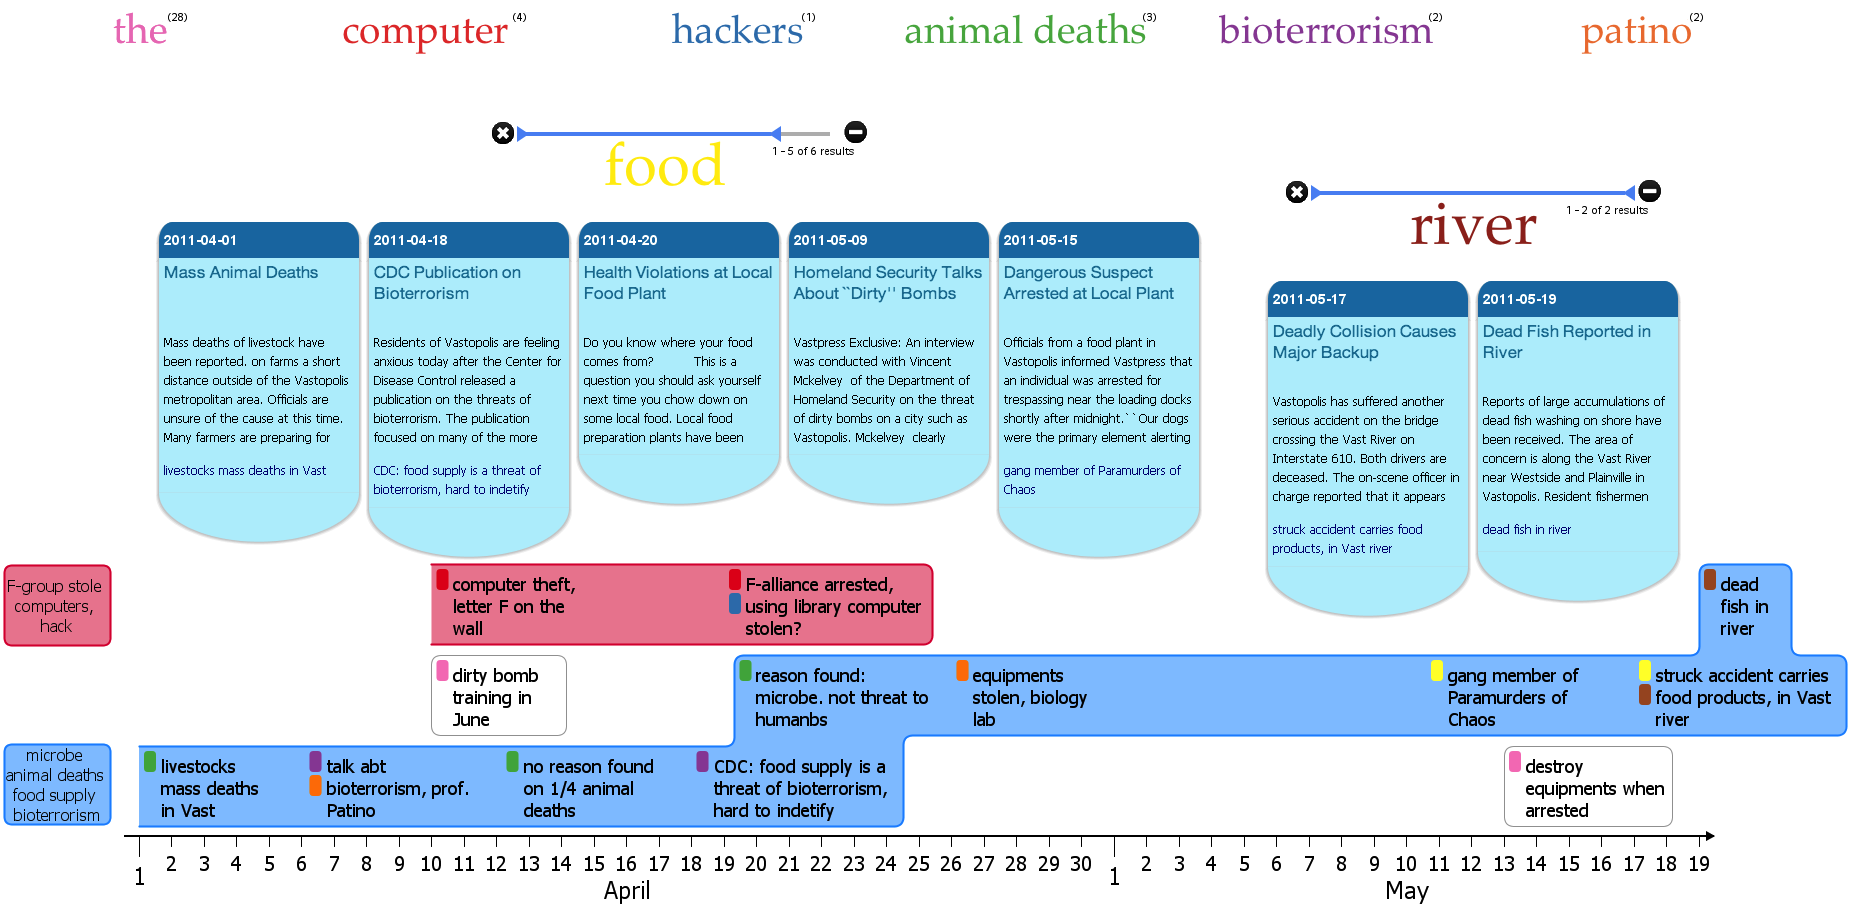 the(28)
computer(4)
hackers(1)
animal deaths(3)
bioterrorism(2)
patino(2)
1 - 5 of 6 results
food
1 - 2 of 2 results
river
2011-04-01
Mass Animal Deaths
Mass deaths of livestock have
been reported. on farms a short
distance outside of the Vastopolis
metropolitan area. Officials are
unsure of the cause at this time.
Many farmers are preparing for
livestocks mass deaths in Vast
2011-04-18
CDC Publication on
Bioterrorism
Residents of Vastopolis are feeling
anxious today after the Center for
Disease Control released a
publication on the threats of
bioterrorism. The publication
focused on many of the more
CDC: food supply is a threat of
bioterrorism, hard to indetify
2011-04-20
Health Violations at Local
Food Plant
Do you know where your food
comes from? This is a
question you should ask yourself
next time you chow down on
some local food. Local food
preparation plants have been
2011-05-09
Homeland Security Talks
About ``Dirty'' Bombs
Vastpress Exclusive: An interview
was conducted with Vincent
Mckelvey of the Department of
Homeland Security on the threat
of dirty bombs on a city such as
Vastopolis. Mckelvey clearly
2011-05-15
Dangerous Suspect
Arrested at Local Plant
Officials from a food plant in
Vastopolis informed Vastpress that
an individual was arrested for
trespassing near the loading docks
shortly after midnight.``Our dogs
were the primary element alerting
gang member of Paramurders of
Chaos
2011-05-17
Deadly Collision Causes
Major Backup
Vastopolis has suffered another
serious accident on the bridge
crossing the Vast River on
Interstate 610. Both drivers are
deceased. The on-scene officer in
charge reported that it appears
struck accident carries food
products, in Vast river
2011-05-19
Dead Fish Reported in
River
Reports of large accumulations of
dead fish washing on shore have
been received. The area of
concern is along the Vast River
near Westside and Plainville in
Vastopolis. Resident fishermen
dead fish in river
F-group stole
computers,
hack
computer theft,
letter F on the
wall
F-alliance arrested,
using library computer
stolen?
dead
fish in
river
dirty bomb
training in
June
reason found:
microbe. not threat to
humanbs
equipments
stolen, biology
lab
gang member of
Paramurders of
Chaos
struck accident carries
food products, in Vast
river
microbe
animal deaths
food supply
bioterrorism
livestocks
mass deaths
in Vast
talk abt
bioterrorism, prof.
Patino
no reason found
on 1/4 animal
deaths
CDC: food supply is a
threat of bioterrorism,
hard to indetify
destroy
equipments when
arrested
1 2 3 4 5 6 7 8 9 10 11 12 13 14 15 16 17 18 19 20 21 22 23 24 25 26 27 28 29 30 1 2 3 4 5 6 7 8 9 10 11 12 13 14 15 16 17 18 19
April
May